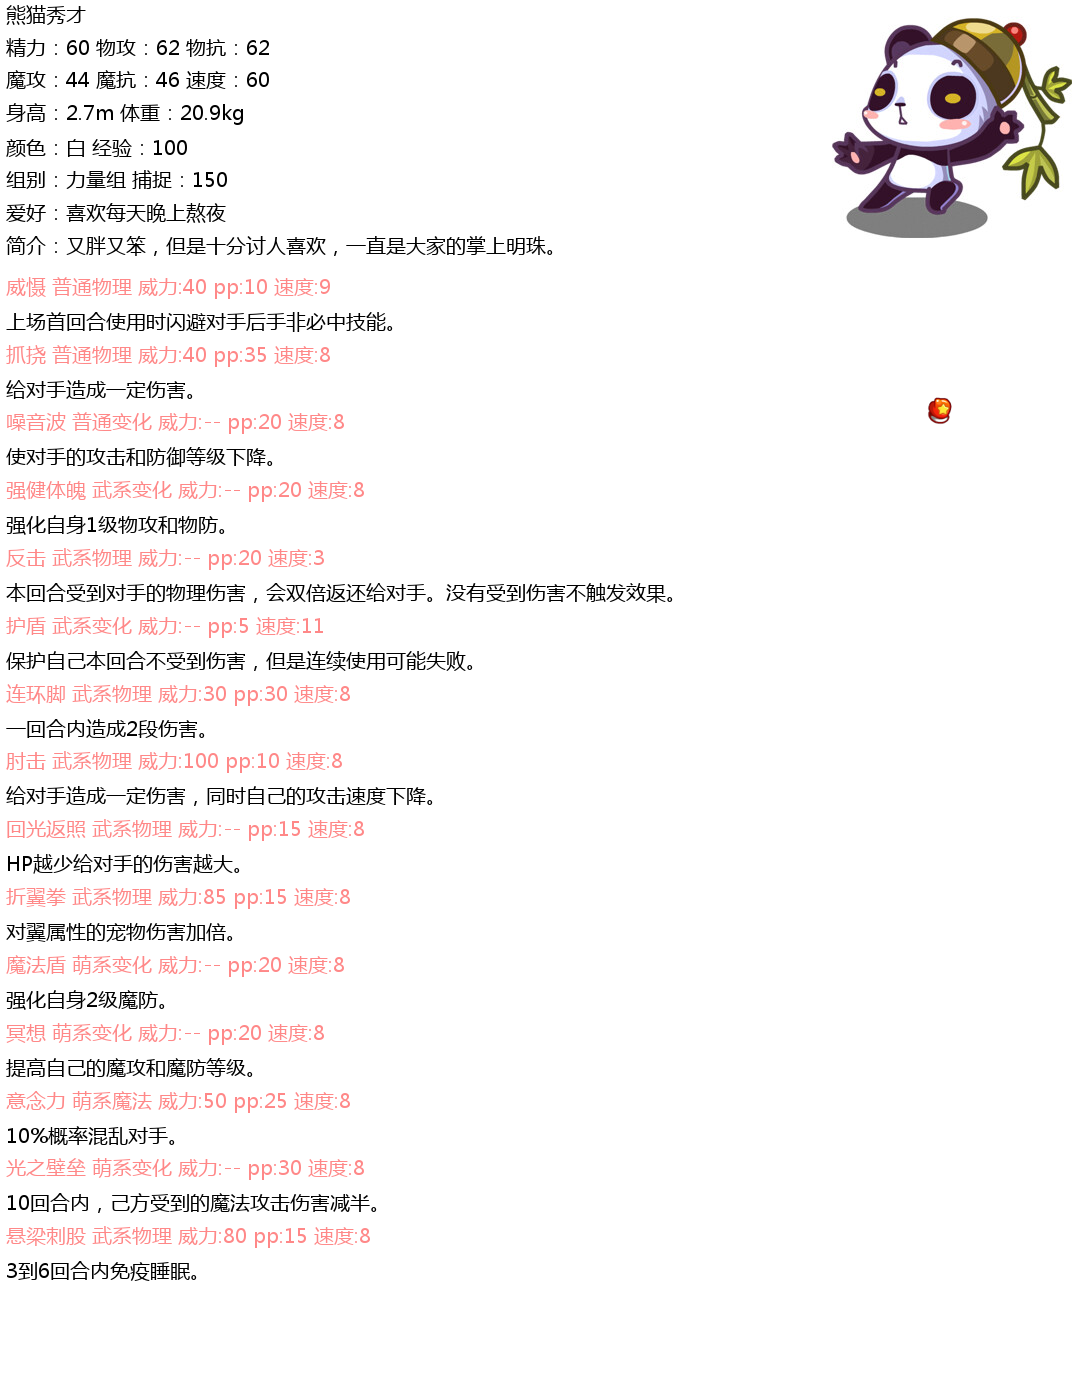 熊猫秀才
精力：60 物攻：62 物抗：62
魔攻：44 魔抗：46 速度：60
身高：2.7m 体重：20.9kg
颜色：白 经验：100
组别：力量组 捕捉：150
爱好：喜欢每天晚上熬夜
简介：又胖又笨，但是十分讨人喜欢，一直是大家的掌上明珠。
威慑 普通物理 威力:40 pp:10 速度:9
上场首回合使用时闪避对手后手非必中技能。
抓挠 普通物理 威力:40 pp:35 速度:8
给对手造成一定伤害。
噪音波 普通变化 威力:-- pp:20 速度:8
使对手的攻击和防御等级下降。
强健体魄 武系变化 威力:-- pp:20 速度:8
强化自身1级物攻和物防。
反击 武系物理 威力:-- pp:20 速度:3
本回合受到对手的物理伤害，会双倍返还给对手。没有受到伤害不触发效果。
护盾 武系变化 威力:-- pp:5 速度:11
保护自己本回合不受到伤害，但是连续使用可能失败。
连环脚 武系物理 威力:30 pp:30 速度:8
一回合内造成2段伤害。
肘击 武系物理 威力:100 pp:10 速度:8
给对手造成一定伤害，同时自己的攻击速度下降。
回光返照 武系物理 威力:-- pp:15 速度:8
HP越少给对手的伤害越大。
折翼拳 武系物理 威力:85 pp:15 速度:8
对翼属性的宠物伤害加倍。
魔法盾 萌系变化 威力:-- pp:20 速度:8
强化自身2级魔防。
冥想 萌系变化 威力:-- pp:20 速度:8
提高自己的魔攻和魔防等级。
意念力 萌系魔法 威力:50 pp:25 速度:8
10%概率混乱对手。
光之壁垒 萌系变化 威力:-- pp:30 速度:8
10回合内，己方受到的魔法攻击伤害减半。
悬梁刺股 武系物理 威力:80 pp:15 速度:8
3到6回合内免疫睡眠。